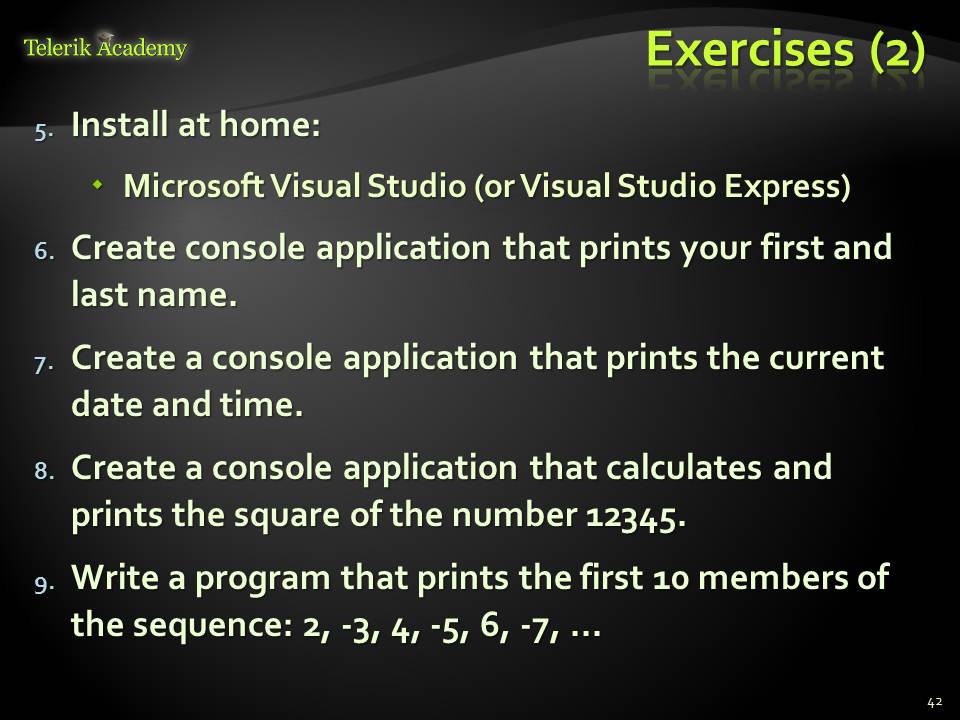 Telerik Academy
Exercises (2)
5. Install at home:
Microsoft Visual Studio (or Visual Studio Express)
6. Create console application that prints your first and
last name.
7. Create a console application that prints the current
date and time.
8. Create a console application that calculates and
prints the square of the number 12345.
9. Write a program that prints the first 10 members of
the sequence: 2, -3, 4, -5, 6, -7, ...
42